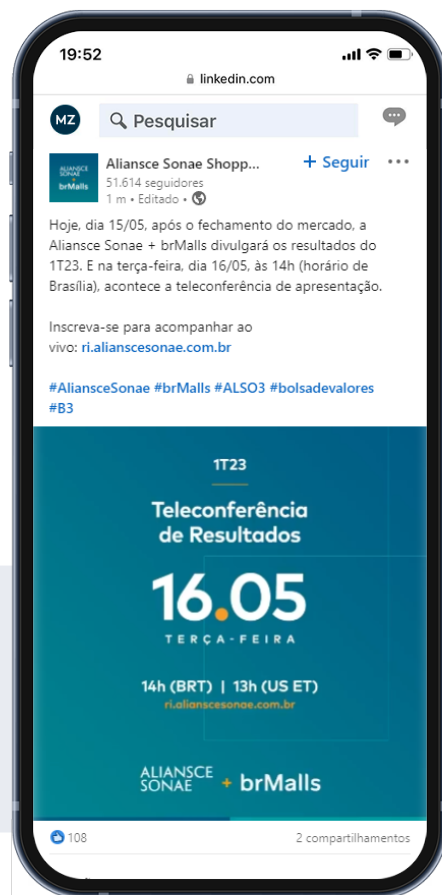 19:52
linkedin.com
MZ
Pesquisar
ALIANSCE
SONAE
brMalls
Aliansce Sonae Shopp...
+ Seguir
51.614 seguidores
1 m • Editado •
Hoje, dia 15/05, após o fechamento do mercado, a
Aliansce Sonae + brMalls divulgará os resultados do
1T23. E na terça-feira, dia 16/05, às 14h (horário de
Brasília), acontece a teleconferência de apresentação.
Inscreva-se para acompanhar ao
vivo: ri.alianscesonae.com.br
#AliansceSonae #brMalls #ALSO3 #bolsadevalores
#B3
1T23
Teleconferência
de Resultados
16.05
TERÇA-FEIRA
14h (BRT) | 13h (US ET)
ri.alianscesonae.com.br
ALIANSCE
SONAE + brMalls
108
2 compartilhamentos